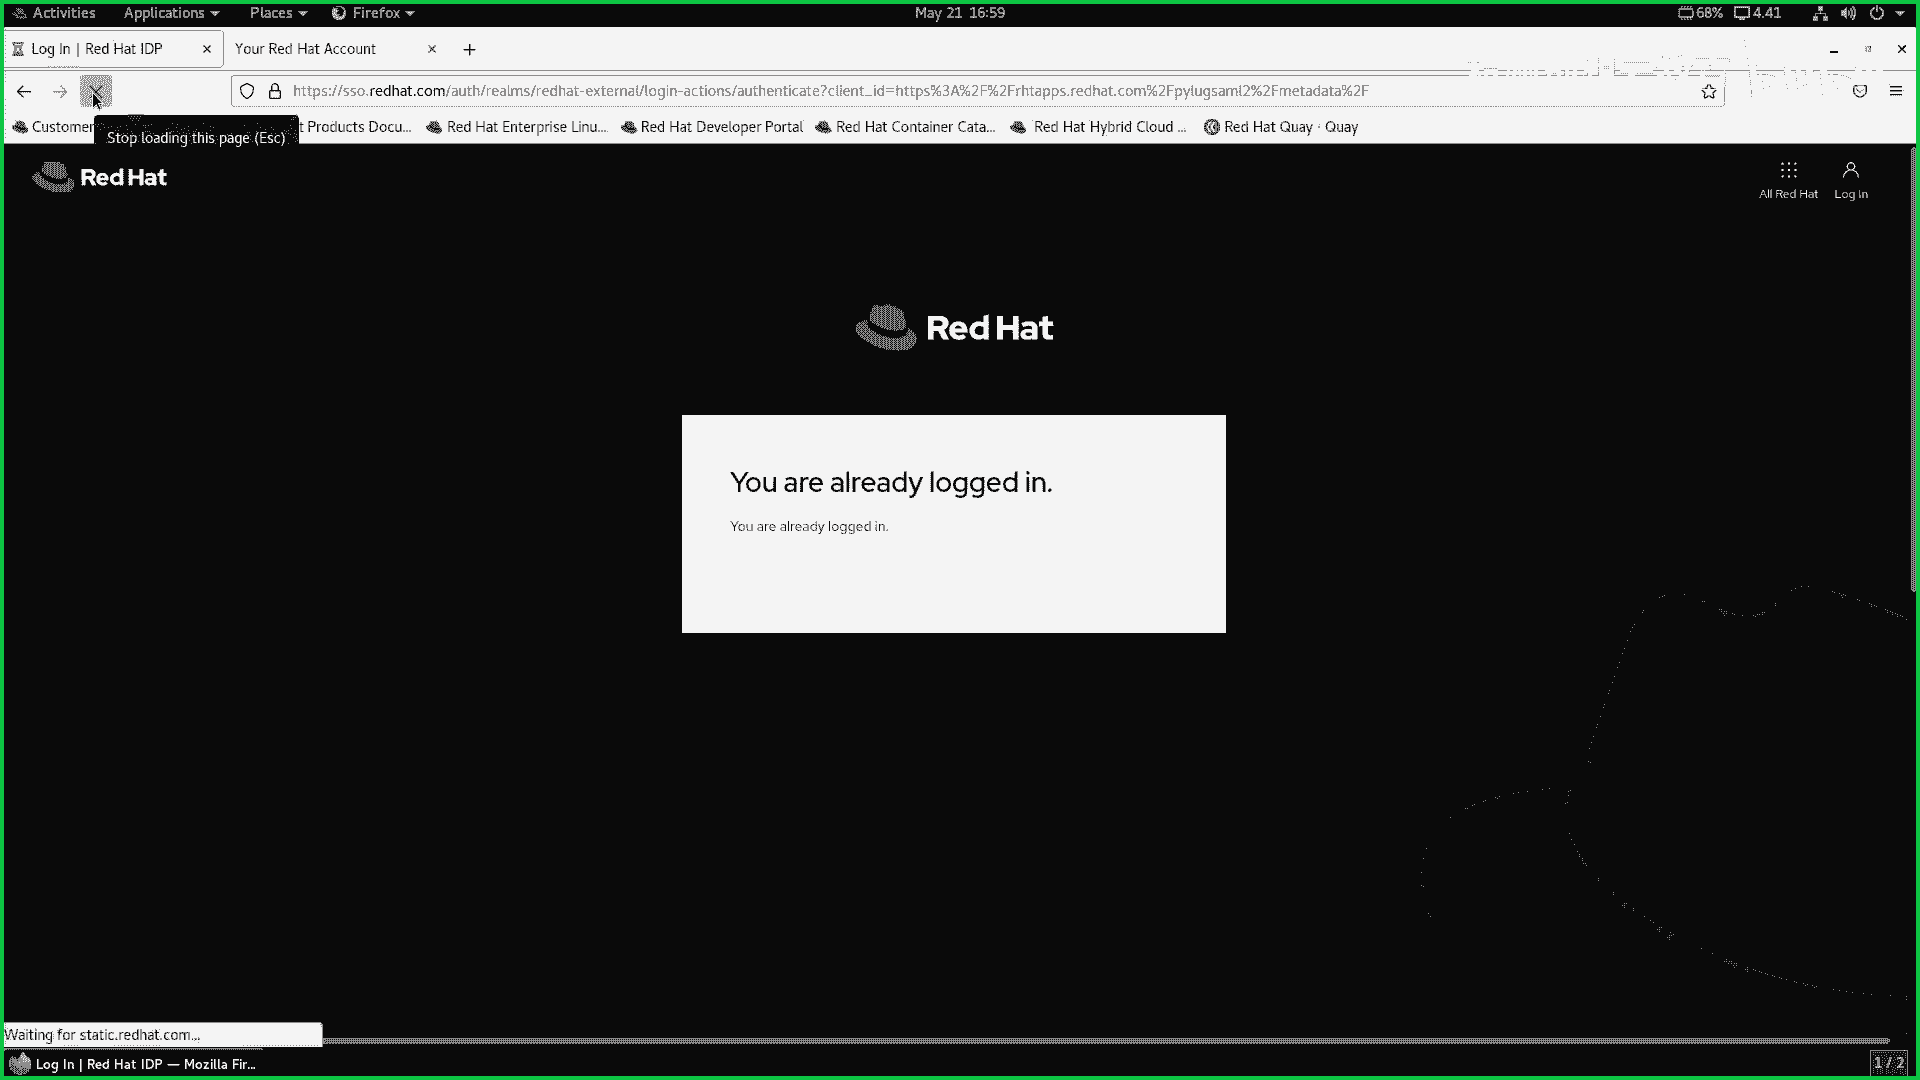 Activities Applications Places Firefox May 21 16:59 68% 4.41
Log In | Red Hat IDP Your Red Hat Account
https://sso.redhat.com/auth/realms/redhat-external/login-actions/authenticate?client_id=https%3A%2F%2Frhtapps.redhat.com%2Fpylugsaml2%2Fmetadata%2F
Customer t Products Docu... Red Hat Enterprise Linu... Red Hat Developer Portal Red Hat Container Cata... Red Hat Hybrid Cloud ... Red Hat Quay · Quay
Stop loading this page (Esc)
Red Hat
All Red Hat Log In
Red Hat
You are already logged in.
You are already logged in.
Waiting for static.redhat.com...
Log In | Red Hat IDP — Mozilla Fir... 1 / 2